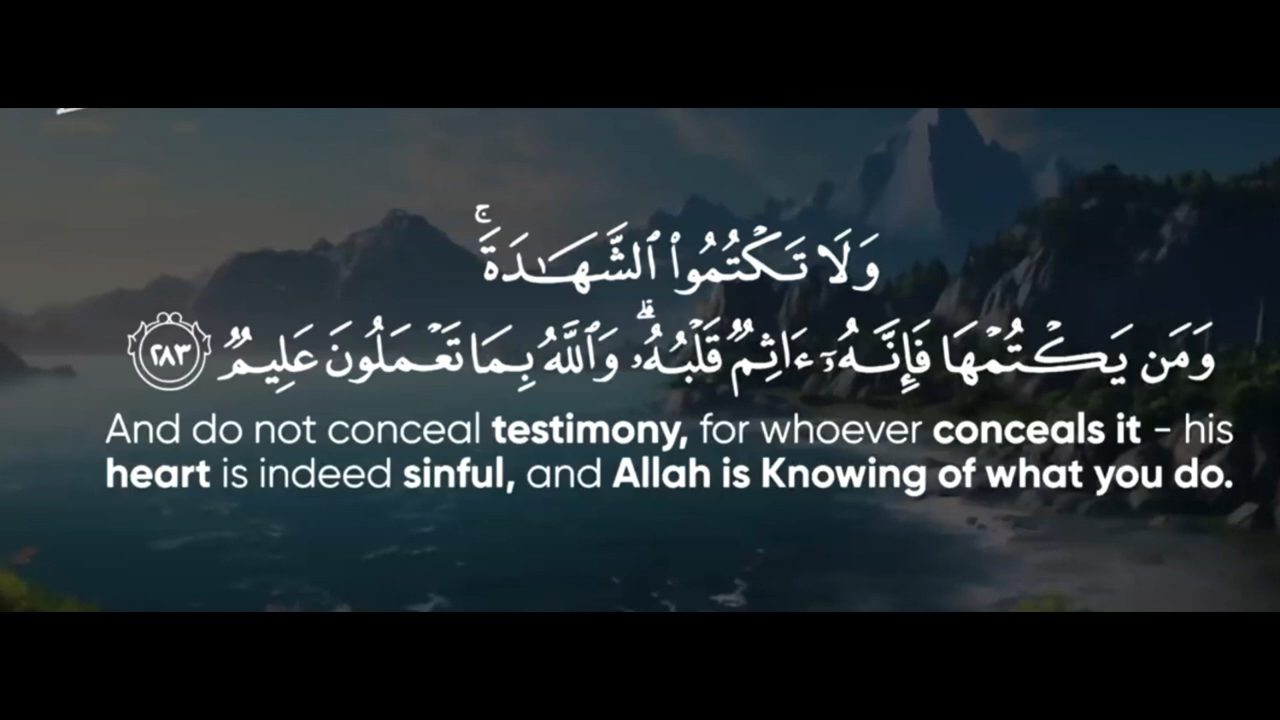 وَلَا تَكْتُمُوا۟ ٱلشَّهَـٰدَةَ ۚ
وَمَن يَكْتُمْهَا فَإِنَّهُۥٓ ءَاثِمٌ قَلْبُهُۥ ۗ وَٱللَّهُ بِمَا تَعْمَلُونَ عَلِيمٌ ٢٨٣
And do not conceal testimony, for whoever conceals it - his
heart is indeed sinful, and Allah is Knowing of what you do.